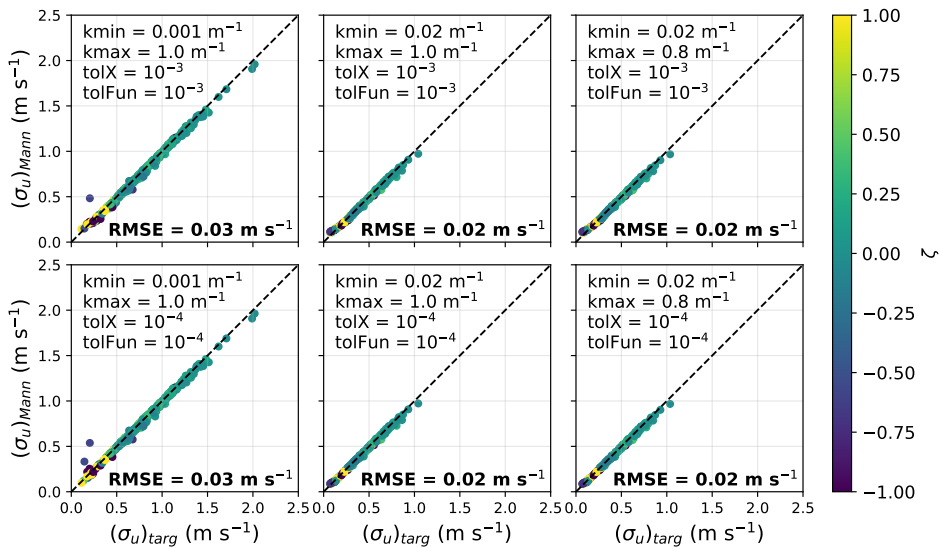 2.5
2.0
1.5
1.0
0.5
0.0
(σu)Mann (m s⁻¹)
kmin = 0.001 m⁻¹
kmax = 1.0 m⁻¹
tolX = 10⁻³
tolFun = 10⁻³
RMSE = 0.03 m s⁻¹
kmin = 0.02 m⁻¹
kmax = 1.0 m⁻¹
tolX = 10⁻³
tolFun = 10⁻³
RMSE = 0.02 m s⁻¹
kmin = 0.02 m⁻¹
kmax = 0.8 m⁻¹
tolX = 10⁻³
tolFun = 10⁻³
RMSE = 0.02 m s⁻¹
2.5
2.0
1.5
1.0
0.5
0.0
(σu)Mann (m s⁻¹)
kmin = 0.001 m⁻¹
kmax = 1.0 m⁻¹
tolX = 10⁻⁴
tolFun = 10⁻⁴
RMSE = 0.03 m s⁻¹
kmin = 0.02 m⁻¹
kmax = 1.0 m⁻¹
tolX = 10⁻⁴
tolFun = 10⁻⁴
RMSE = 0.02 m s⁻¹
kmin = 0.02 m⁻¹
kmax = 0.8 m⁻¹
tolX = 10⁻⁴
tolFun = 10⁻⁴
RMSE = 0.02 m s⁻¹
0.0 0.5 1.0 1.5 2.0 2.5
(σu)targ (m s⁻¹)
0.0 0.5 1.0 1.5 2.0 2.5
(σu)targ (m s⁻¹)
0.0 0.5 1.0 1.5 2.0 2.5
(σu)targ (m s⁻¹)
1.00
0.75
0.50
0.25
0.00
−0.25
−0.50
−0.75
−1.00
ζ